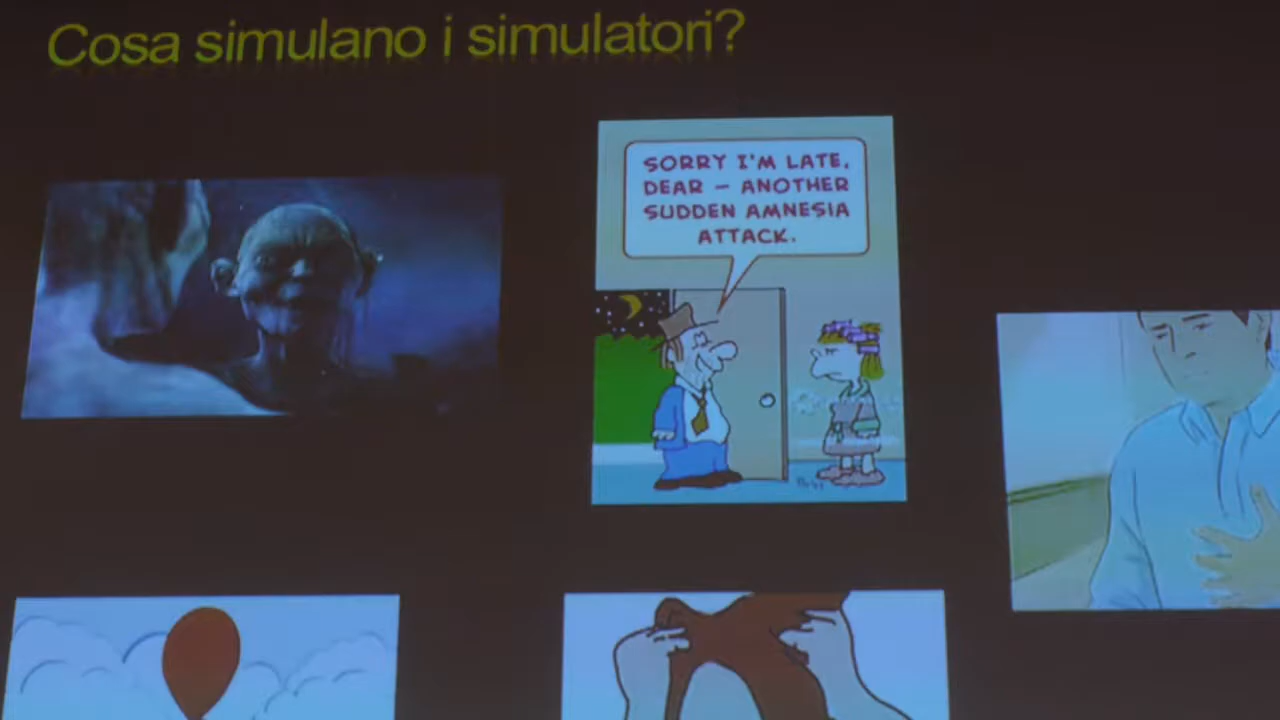 Cosa simulano i simulatori?
SORRY I'M LATE,
DEAR — ANOTHER
SUDDEN AMNESIA
ATTACK.